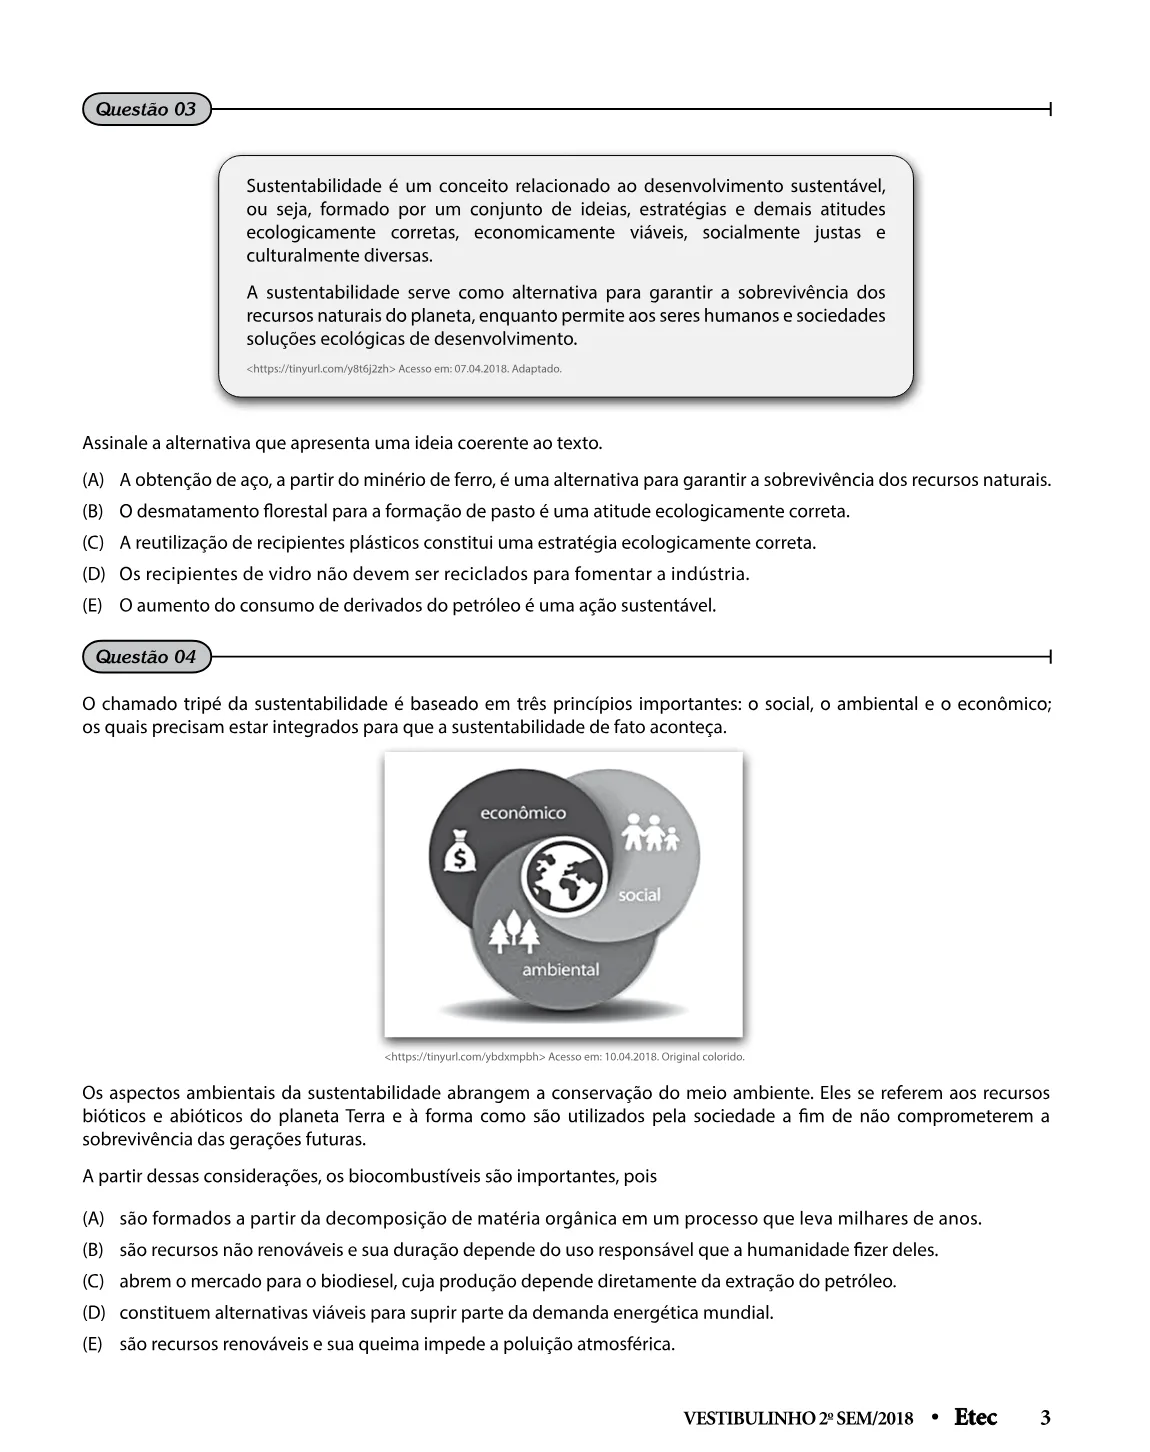 Questão 03
Sustentabilidade é um conceito relacionado ao desenvolvimento sustentável,
ou seja, formado por um conjunto de ideias, estratégias e demais atitudes
ecologicamente corretas, economicamente viáveis, socialmente justas e
culturalmente diversas.
A sustentabilidade serve como alternativa para garantir a sobrevivência dos
recursos naturais do planeta, enquanto permite aos seres humanos e sociedades
soluções ecológicas de desenvolvimento.
<https://tinyurl.com/y8t6j2zh> Acesso em: 07.04.2018. Adaptado.
Assinale a alternativa que apresenta uma ideia coerente ao texto.
(A) A obtenção de aço, a partir do minério de ferro, é uma alternativa para garantir a sobrevivência dos recursos naturais.
(B) O desmatamento florestal para a formação de pasto é uma atitude ecologicamente correta.
(C) A reutilização de recipientes plásticos constitui uma estratégia ecologicamente correta.
(D) Os recipientes de vidro não devem ser reciclados para fomentar a indústria.
(E) O aumento do consumo de derivados do petróleo é uma ação sustentável.
Questão 04
O chamado tripé da sustentabilidade é baseado em três princípios importantes: o social, o ambiental e o econômico;
os quais precisam estar integrados para que a sustentabilidade de fato aconteça.
econômico
$
social
ambiental
<https://tinyurl.com/ybdxmpbh> Acesso em: 10.04.2018. Original colorido.
Os aspectos ambientais da sustentabilidade abrangem a conservação do meio ambiente. Eles se referem aos recursos
bióticos e abióticos do planeta Terra e à forma como são utilizados pela sociedade a fim de não comprometerem a
sobrevivência das gerações futuras.
A partir dessas considerações, os biocombustíveis são importantes, pois
(A) são formados a partir da decomposição de matéria orgânica em um processo que leva milhares de anos.
(B) são recursos não renováveis e sua duração depende do uso responsável que a humanidade fizer deles.
(C) abrem o mercado para o biodiesel, cuja produção depende diretamente da extração do petróleo.
(D) constituem alternativas viáveis para suprir parte da demanda energética mundial.
(E) são recursos renováveis e sua queima impede a poluição atmosférica.
VESTIBULINHO 2º SEM/2018 • Etec 3